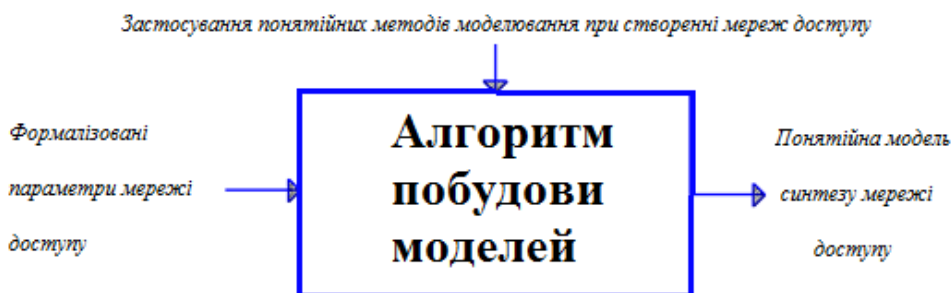 Застосування понятійних методів моделювання при створенні мереж доступу
Формалізовані
параметри мережі
доступу
Алгоритм
побудови
моделей
Понятійна модель
синтезу мережі
доступу